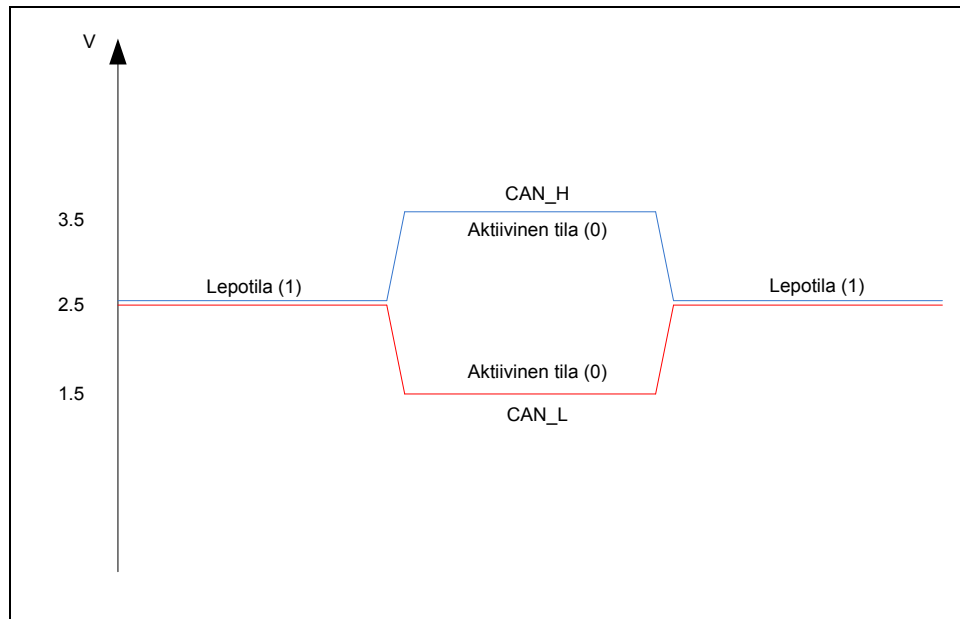 V
CAN_H
3.5
Aktiivinen tila (0)
Lepotila (1)
Lepotila (1)
2.5
Aktiivinen tila (0)
1.5
CAN_L